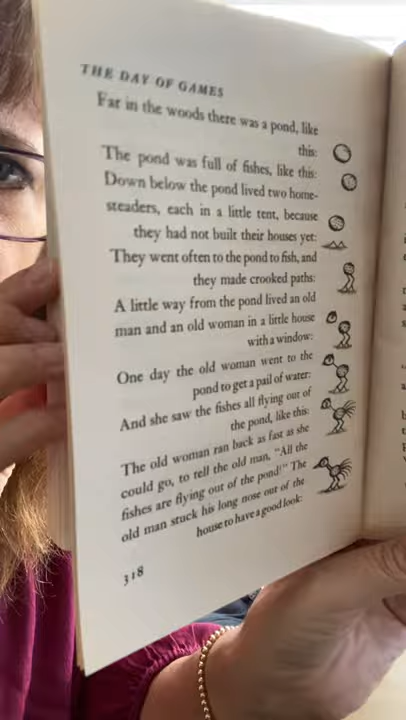 THE DAY OF GAMES
Far in the woods there was a pond, like
this:
The pond was full of fishes, like this:
Down below the pond lived two home-
steaders, each in a little tent, because
they had not built their houses yet:
They went often to the pond to fish, and
they made crooked paths:
A little way from the pond lived an old
man and an old woman in a little house
with a window:
One day the old woman went to the
pond to get a pail of water:
And she saw the fishes all flying out of
the pond, like this:
The old woman ran back as fast as she
could go, to tell the old man, "All the
fishes are flying out of the pond!" The
old man stuck his long nose out of the
house to have a good look:
318